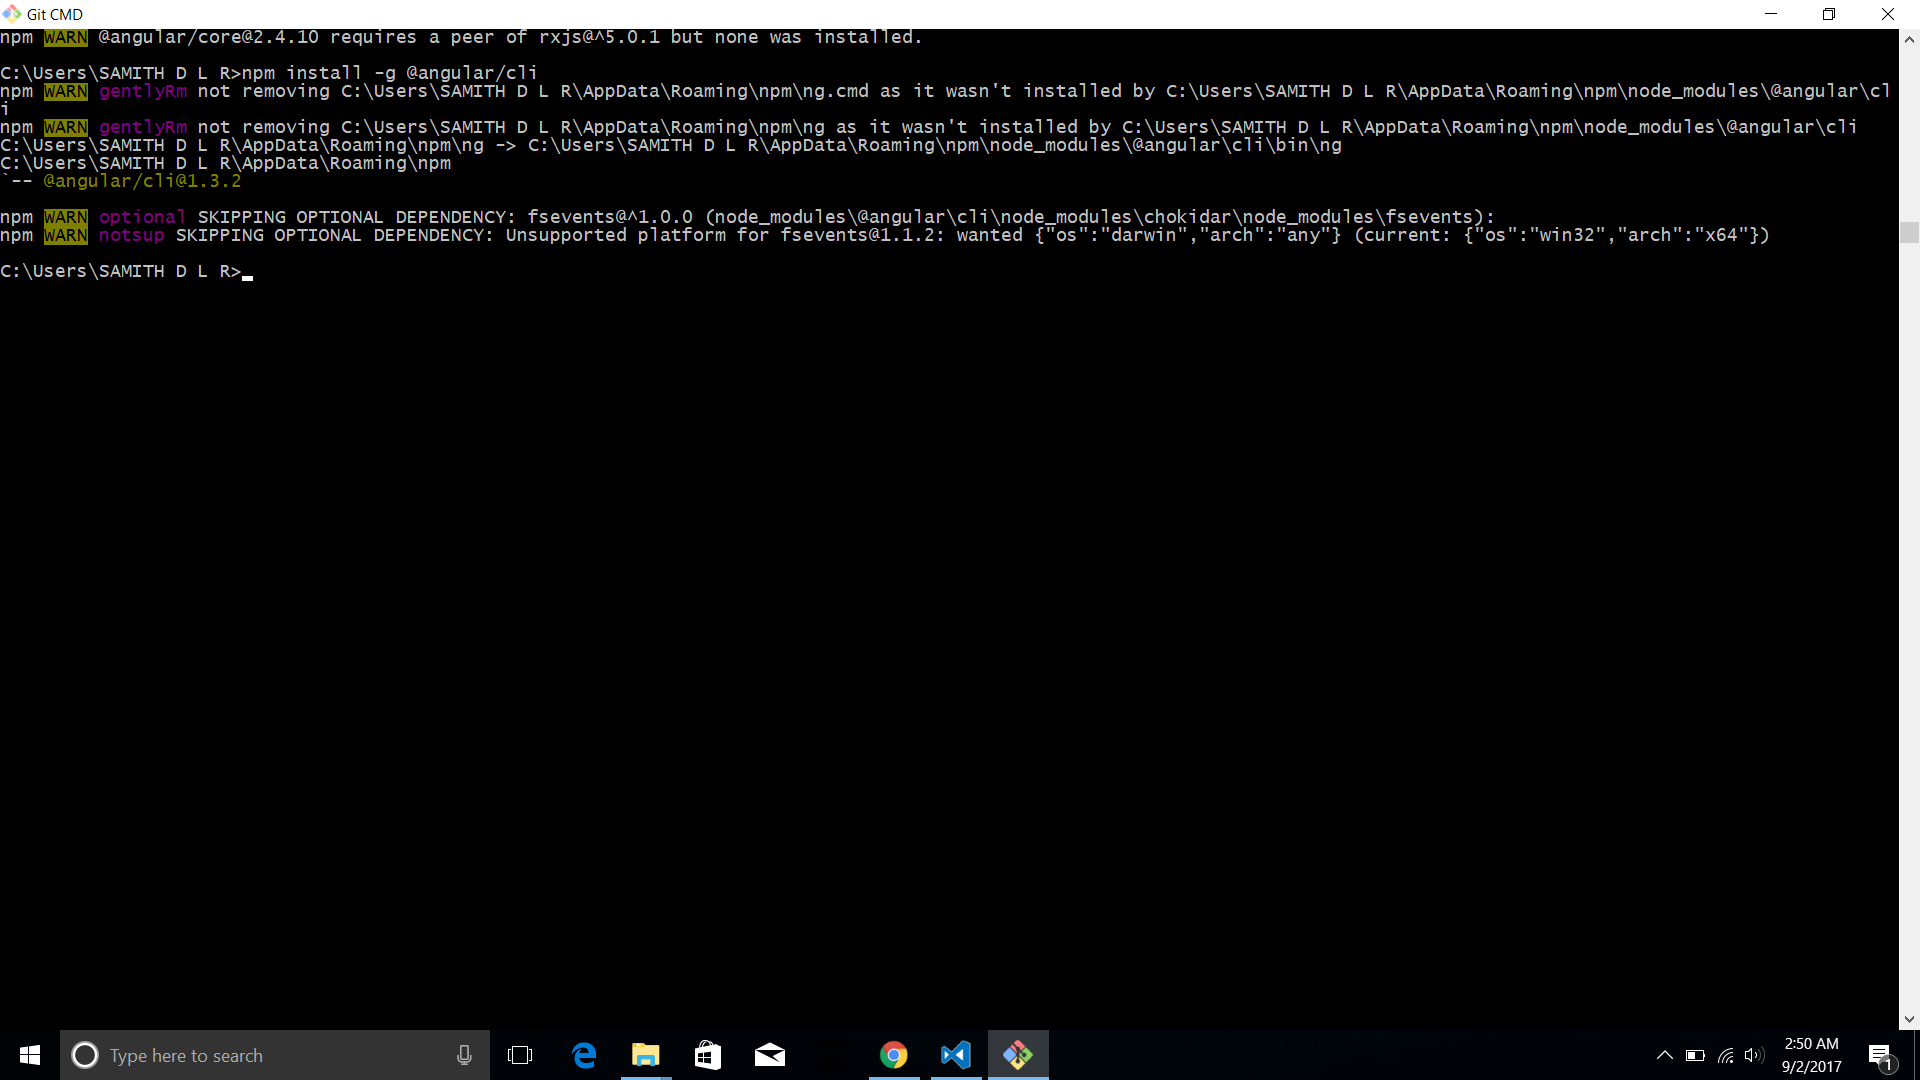 Git CMD
npm WARN @angular/core@2.4.10 requires a peer of rxjs@^5.0.1 but none was installed.
C:\Users\SAMITH D L R>npm install -g @angular/cli
npm WARN gentlyRm not removing C:\Users\SAMITH D L R\AppData\Roaming\npm\ng.cmd as it wasn't installed by C:\Users\SAMITH D L R\AppData\Roaming\npm\node_modules\@angular\cl
i
npm WARN gentlyRm not removing C:\Users\SAMITH D L R\AppData\Roaming\npm\ng as it wasn't installed by C:\Users\SAMITH D L R\AppData\Roaming\npm\node_modules\@angular\cli
C:\Users\SAMITH D L R\AppData\Roaming\npm\ng -> C:\Users\SAMITH D L R\AppData\Roaming\npm\node_modules\@angular\cli\bin\ng
C:\Users\SAMITH D L R\AppData\Roaming\npm
`-- @angular/cli@1.3.2
npm WARN optional SKIPPING OPTIONAL DEPENDENCY: fsevents@^1.0.0 (node_modules\@angular\cli\node_modules\chokidar\node_modules\fsevents):
npm WARN notsup SKIPPING OPTIONAL DEPENDENCY: Unsupported platform for fsevents@1.1.2: wanted {"os":"darwin","arch":"any"} (current: {"os":"win32","arch":"x64"})
C:\Users\SAMITH D L R>
Type here to search
2:50 AM
9/2/2017
1